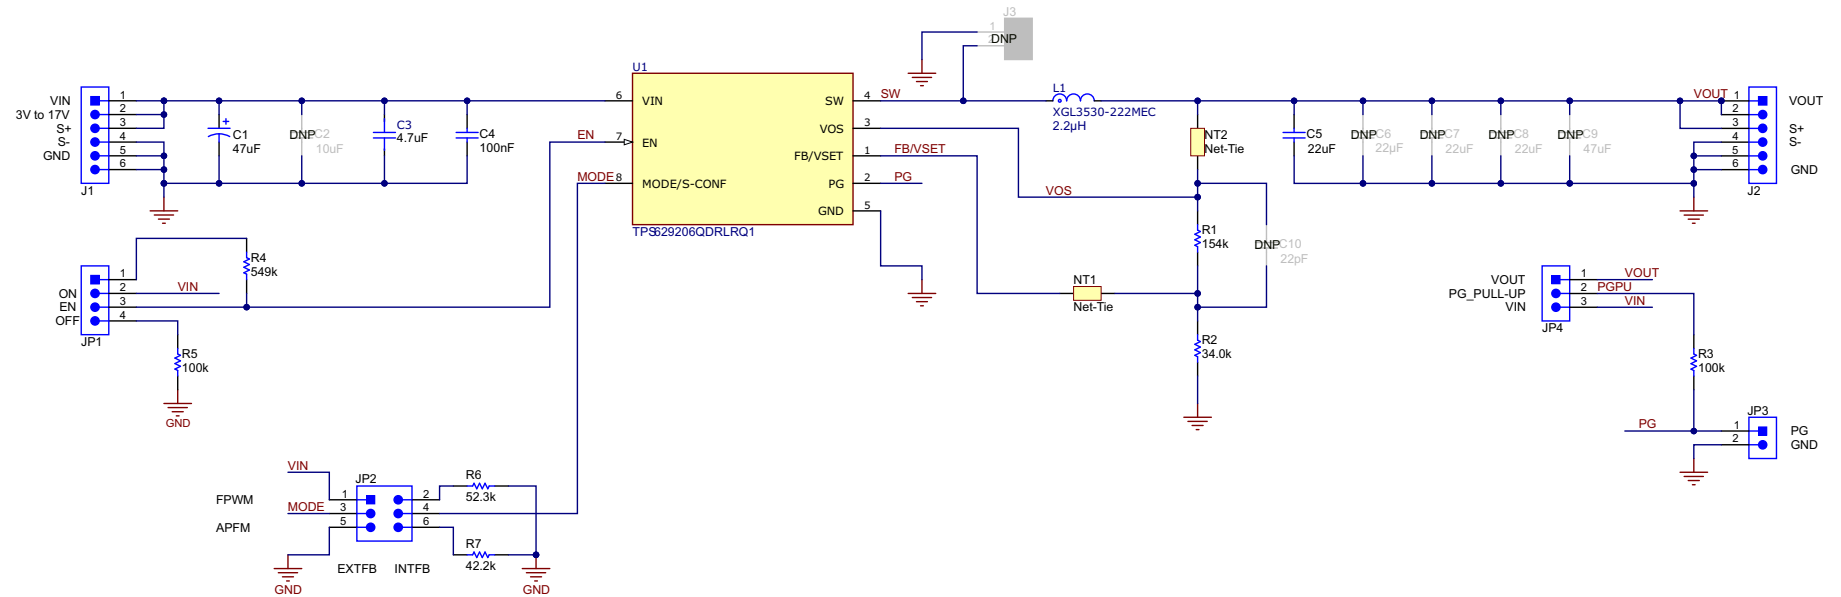 J3
1
DNP
U1
J1
VIN
3V to 17V
S+
S-
GND
1
2
3
4
5
6
C1
47uF
DNP
C2
10uF
C3
4.7uF
C4
100nF
EN
MODE
6
7
8
VIN
EN
MODE/S-CONF
SW
VOS
FB/VSET
PG
GND
4
3
1
2
5
TPS629206QDRLRQ1
SW
FB/VSET
PG
VOS
L1
XGL3530-222MEC
2.2µH
NT2
Net-Tie
R1
154k
DNP
C10
22pF
NT1
Net-Tie
R2
34.0k
C5
22uF
DNP
C6
22µF
DNP
C7
22uF
DNP
C8
22uF
DNP
C9
47uF
VOUT
1
2
3
4
5
6
VOUT
S+
S-
GND
J2
R4
549k
ON
EN
OFF
1
2
3
4
VIN
JP1
R5
100k
GND
VOUT
PG_PULL-UP
VIN
1
2
3
VOUT
PGPU
VIN
JP4
R3
100k
PG
JP3
1
2
PG
GND
VIN
JP2
FPWM
MODE
APFM
1
3
5
2
4
6
R6
52.3k
R7
42.2k
EXTFB
INTFB
GND
GND